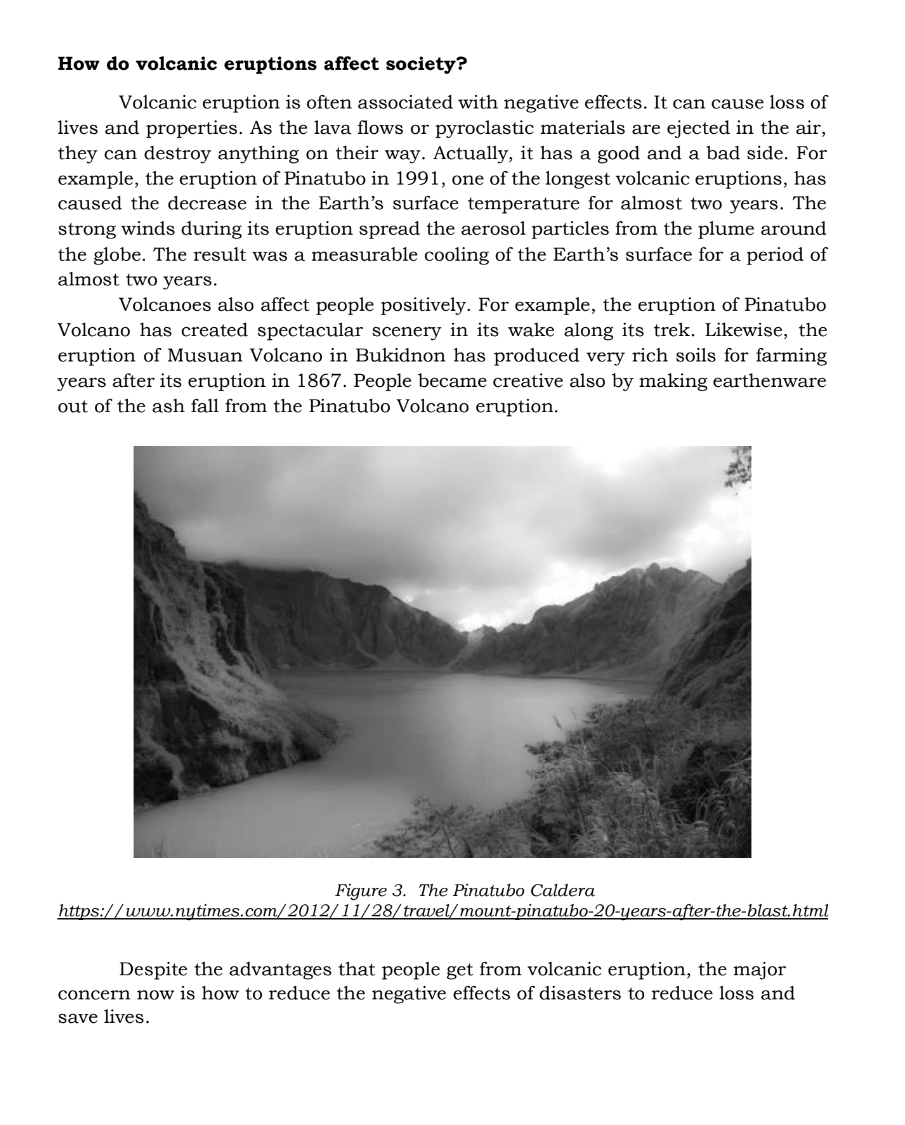 How do volcanic eruptions affect society?
Volcanic eruption is often associated with negative effects. It can cause loss of
lives and properties. As the lava flows or pyroclastic materials are ejected in the air,
they can destroy anything on their way. Actually, it has a good and a bad side. For
example, the eruption of Pinatubo in 1991, one of the longest volcanic eruptions, has
caused the decrease in the Earth's surface temperature for almost two years. The
strong winds during its eruption spread the aerosol particles from the plume around
the globe. The result was a measurable cooling of the Earth's surface for a period of
almost two years.
Volcanoes also affect people positively. For example, the eruption of Pinatubo
Volcano has created spectacular scenery in its wake along its trek. Likewise, the
eruption of Musuan Volcano in Bukidnon has produced very rich soils for farming
years after its eruption in 1867. People became creative also by making earthenware
out of the ash fall from the Pinatubo Volcano eruption.
Figure 3. The Pinatubo Caldera
https://www.nytimes.com/2012/11/28/travel/mount-pinatubo-20-years-after-the-blast.html
Despite the advantages that people get from volcanic eruption, the major
concern now is how to reduce the negative effects of disasters to reduce loss and
save lives.